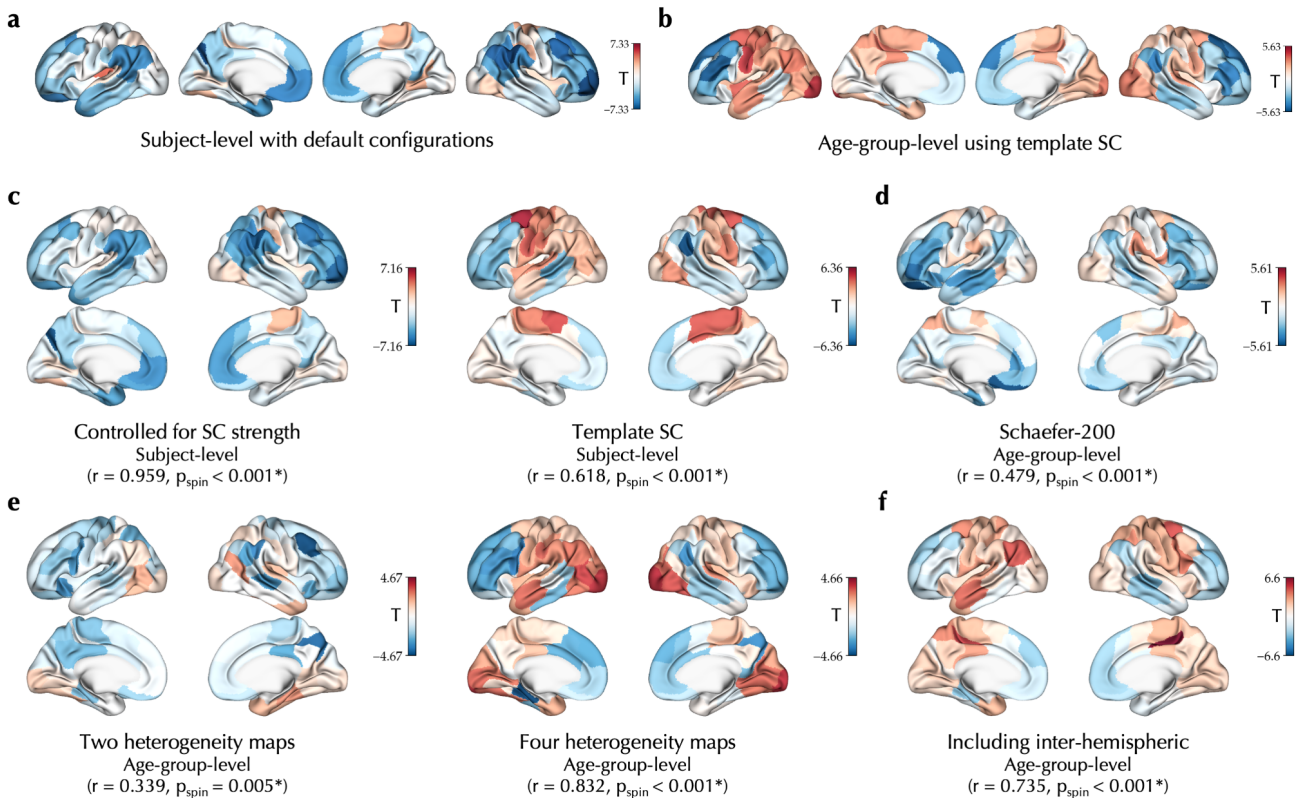 a
7.33
T
−7.33
Subject-level with default configurations
b
5.63
T
−5.63
Age-group-level using template SC
c
7.16
T
−7.16
Controlled for SC strength
Subject-level
(r = 0.959, pspin < 0.001*)
6.36
T
−6.36
Template SC
Subject-level
(r = 0.618, pspin < 0.001*)
d
5.61
T
−5.61
Schaefer-200
Age-group-level
(r = 0.479, pspin < 0.001*)
e
4.67
T
−4.67
Two heterogeneity maps
Age-group-level
(r = 0.339, pspin = 0.005*)
4.66
T
−4.66
Four heterogeneity maps
Age-group-level
(r = 0.832, pspin < 0.001*)
f
6.6
T
−6.6
Including inter-hemispheric
Age-group-level
(r = 0.735, pspin < 0.001*)